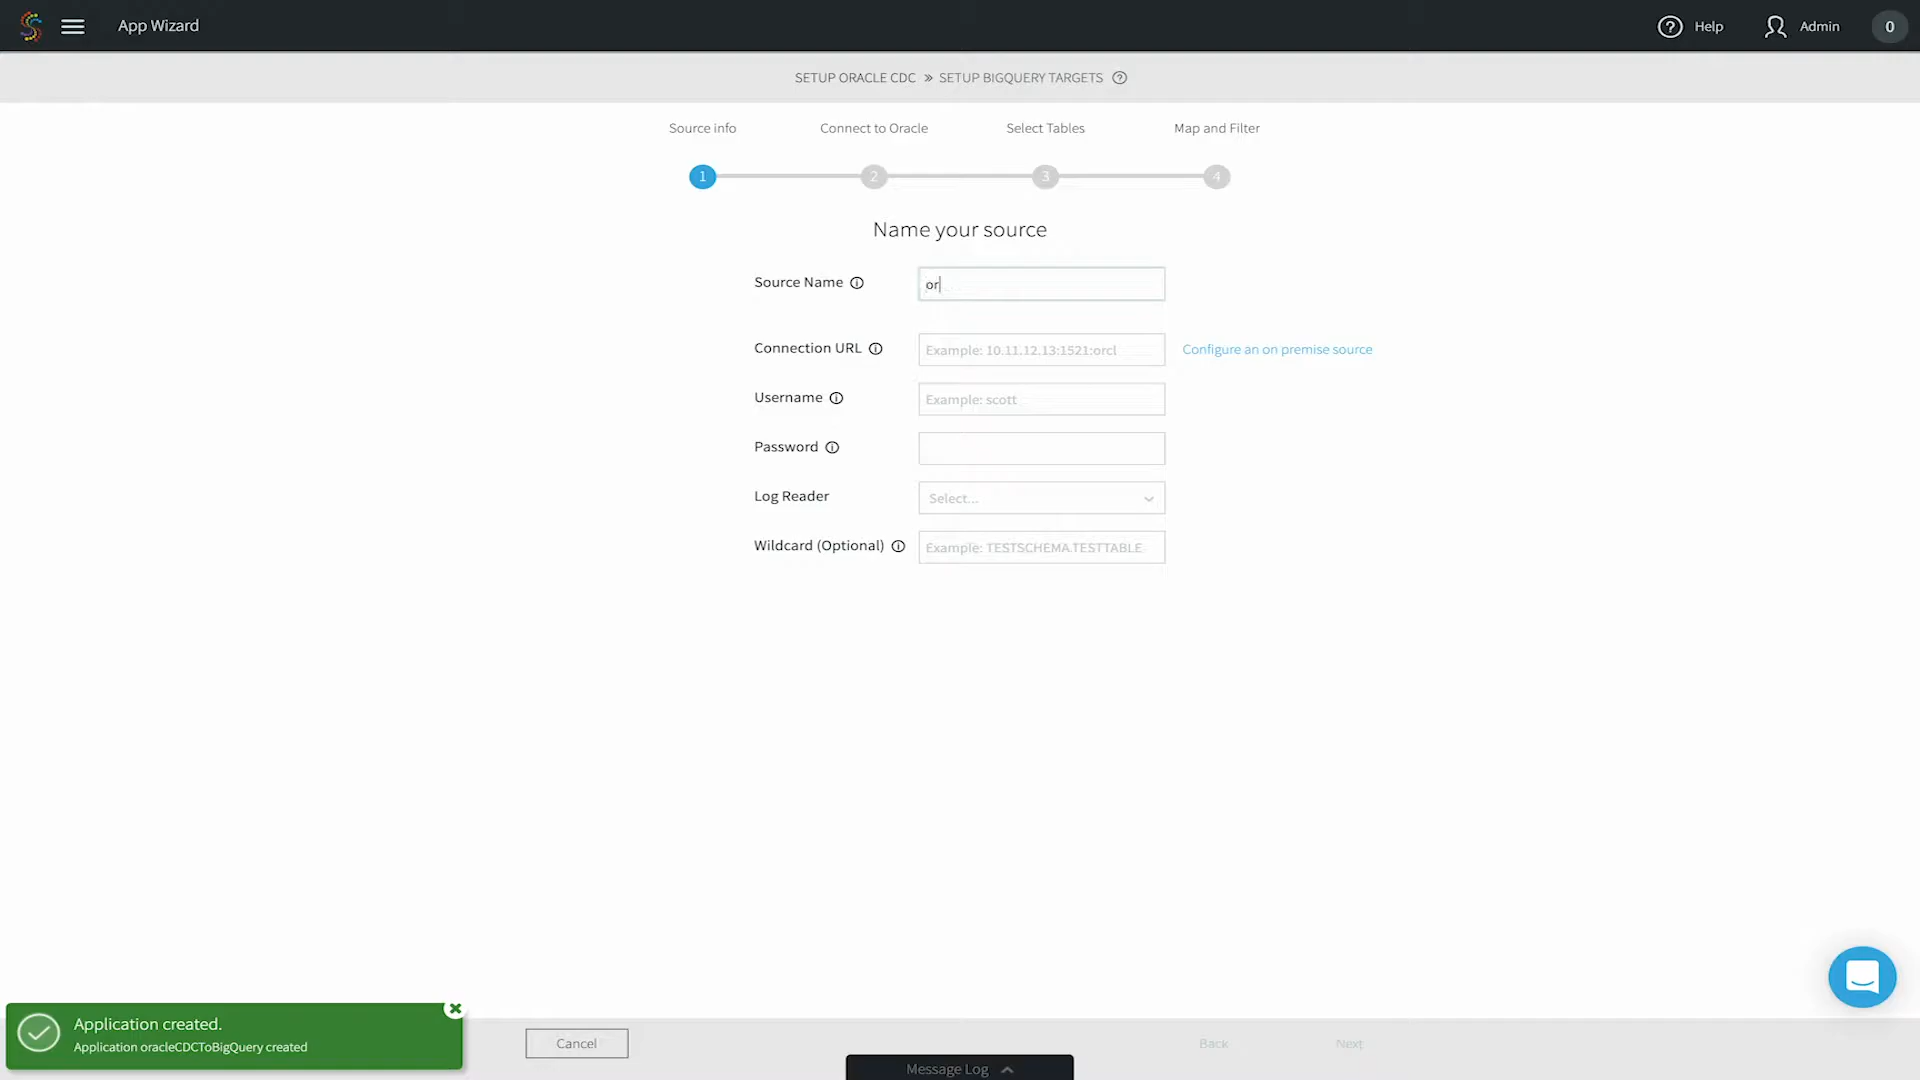 App Wizard
Help
Admin
0
SETUP ORACLE CDC » SETUP BIGQUERY TARGETS
Source info
Connect to Oracle
Select Tables
Map and Filter
1
2
3
4
Name your source
Source Name
or
Connection URL
Example: 10.11.12.13:1521:orcl
Configure an on premise source
Username
Example: scott
Password
Log Reader
Select...
Wildcard (Optional)
Example: TESTSCHEMA.TESTTABLE
Application created.
Application oracleCDCToBigQuery created
Cancel
Back
Next
Message Log